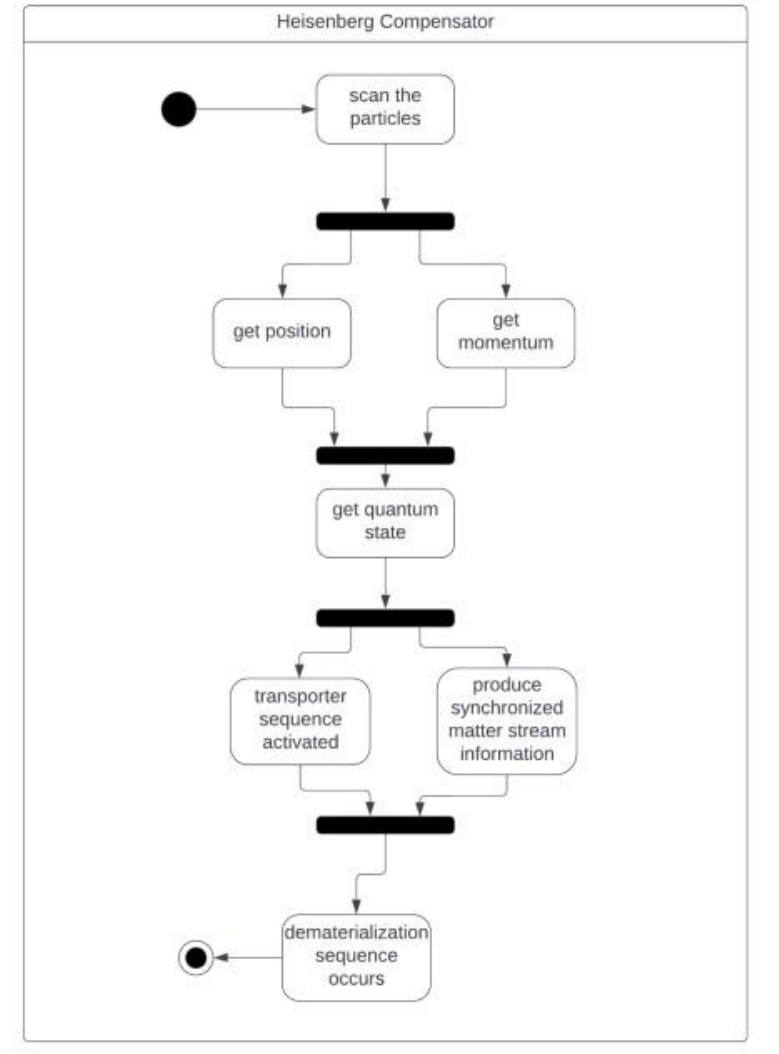 Heisenberg Compensator
scan the
particles
get position
get
momentum
get quantum
state
transporter
sequence
activated
produce
synchronized
matter stream
information
dematerialization
sequence
occurs